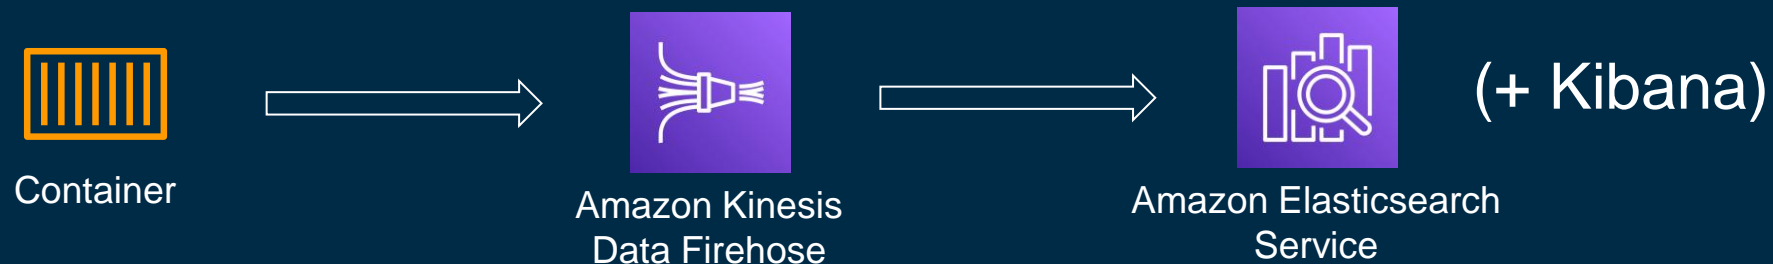 Container
Amazon Kinesis
Data Firehose
Amazon Elasticsearch
Service
(+ Kibana)